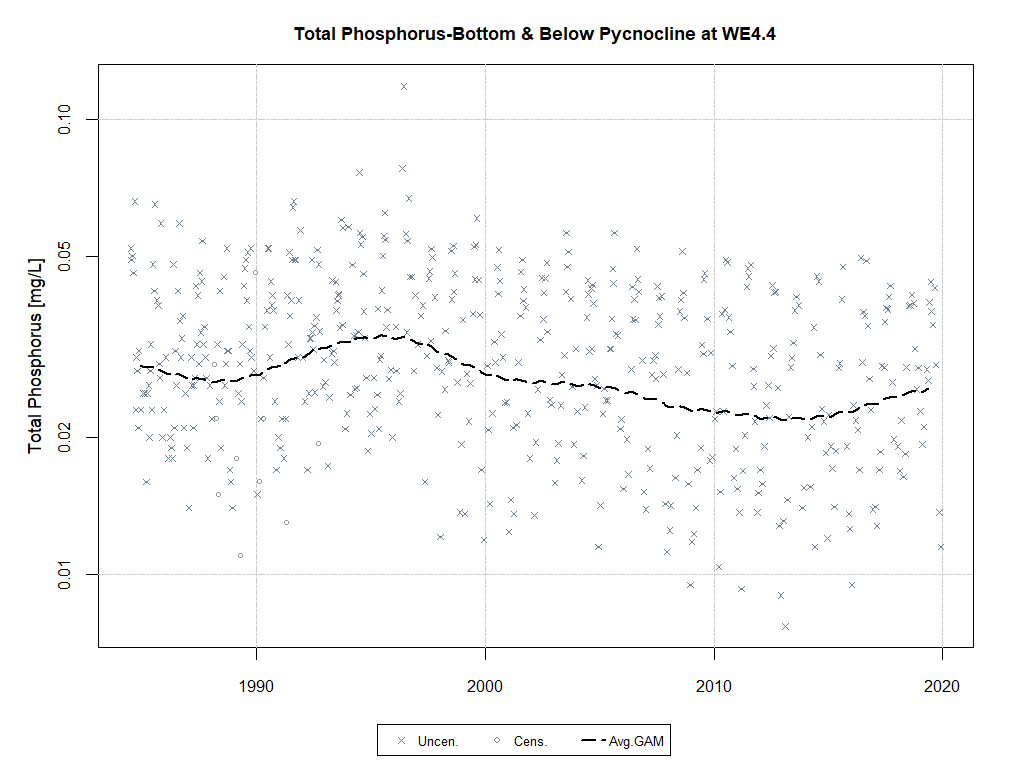 Total Phosphorus-Bottom & Below Pycnocline at WE4.4
Total Phosphorus [mg/L]
0.10
0.05
0.02
0.01
1990 2000 2010 2020
Uncen. Cens. Avg.GAM